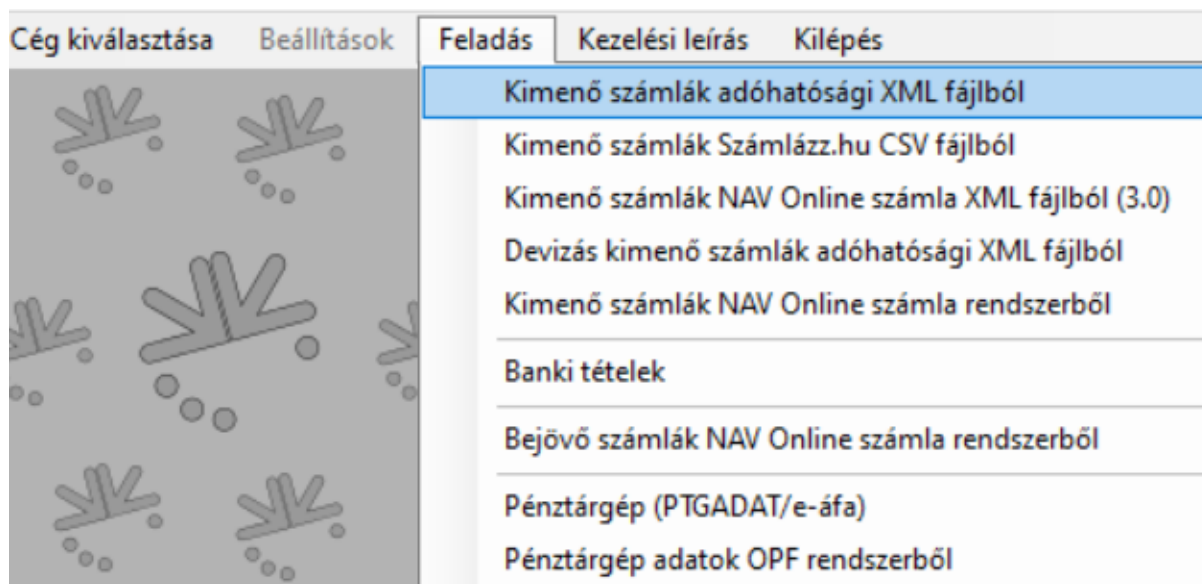 Cég kiválasztása Beállítások Feladás Kezelési leírás Kilépés
Kimenő számlák adóhatósági XML fájlból
Kimenő számlák Számlázz.hu CSV fájlból
Kimenő számlák NAV Online számla XML fájlból (3.0)
Devizás kimenő számlák adóhatósági XML fájlból
Kimenő számlák NAV Online számla rendszerből
Banki tételek
Bejövő számlák NAV Online számla rendszerből
Pénztárgép (PTGADAT/e-áfa)
Pénztárgép adatok OPF rendszerből